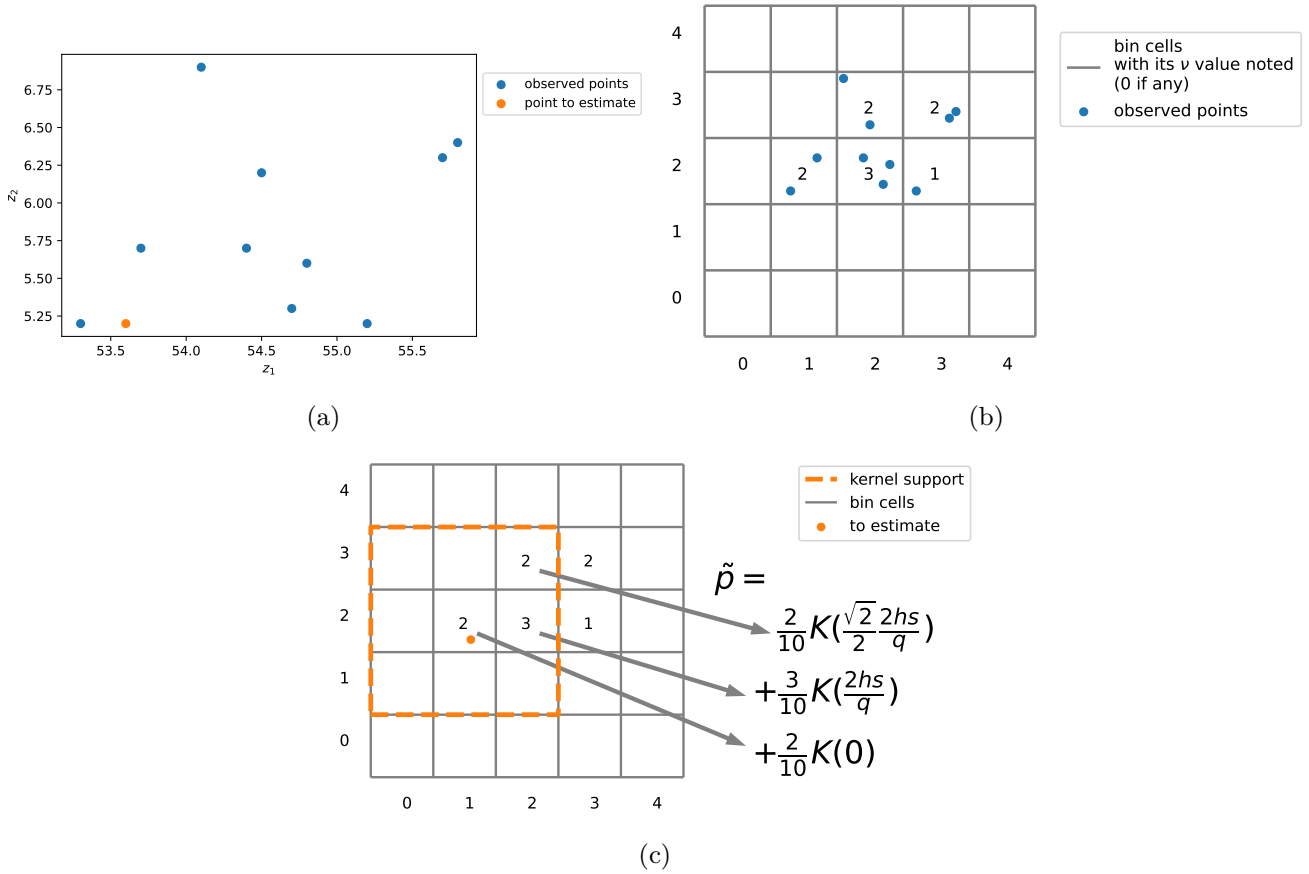 6.75
6.50
6.25
6.00
5.75
5.50
5.25
z₂
53.5 54.0 54.5 55.0 55.5
z₁
observed points
point to estimate
(a)
4
3
2
1
0
2 2
2 3 1
0 1 2 3 4
bin cells
with its ν value noted
(0 if any)
observed points
(b)
4
3
2
1
0
2 2
2 3 1
0 1 2 3 4
kernel support
bin cells
to estimate
p̃ =
2/10 K(√2/2 2hs/q)
+3/10 K(2hs/q)
+2/10 K(0)
(c)